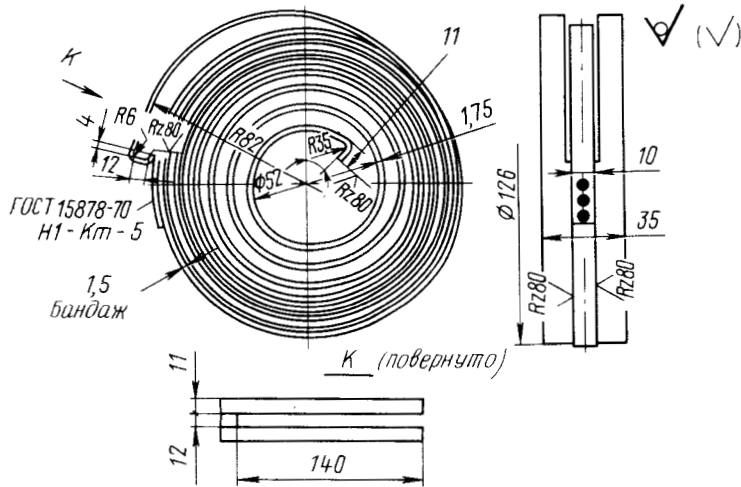 К
11
4
R6
Rz80
R82
R35
1,75
12
Ф52
Rz80
10
ГОСТ 15878-70
Н1 - Кт - 5
Ф126
35
1,5
Бандаж
Rz80
Rz80
К (повернуто)
11
12
140